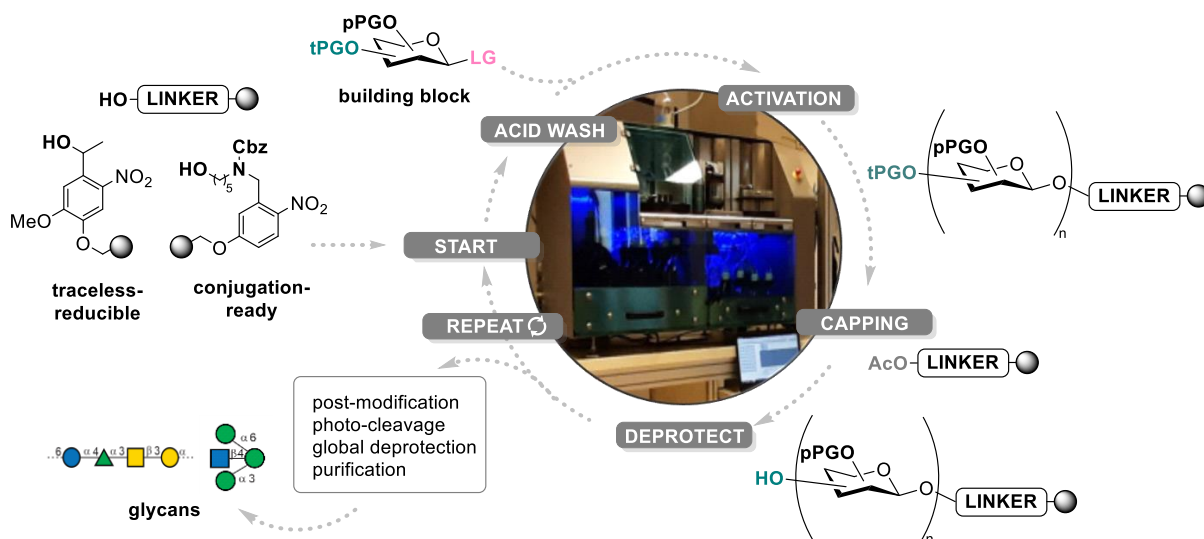 pPGO
O
tPGO
LG
building block
HO
LINKER
ACTIVATION
ACID WASH
HO
NO2
MeO
O
traceless-
reducible
Cbz
HO
N
5
NO2
O
conjugation-
ready
START
REPEAT
pPGO
O
tPGO
O
LINKER
n
CAPPING
AcO
LINKER
DEPROTECT
pPGO
O
HO
O
LINKER
n
post-modification
photo-cleavage
global deprotection
purification
6
α4
α3
β3
α
α6
β4
α3
glycans